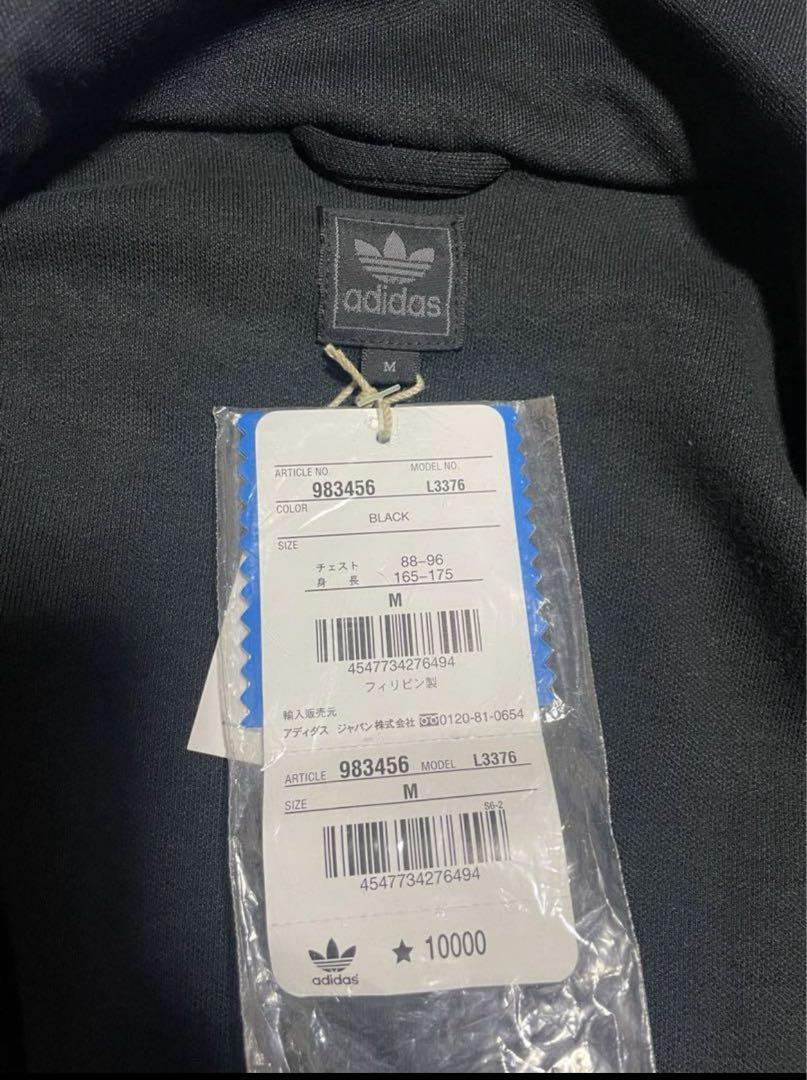 adidas
M
ARTICLE NO. MODEL NO.
983456 L3376
COLOR
BLACK
SIZE
チェスト 88-96
身 長 165-175
M
4547734276494
フィリピン製
輸入販売元
アディダス ジャパン株式会社 0120-81-0654
ARTICLE 983456 MODEL L3376
SIZE M
S6-2
4547734276494
adidas ★ 10000